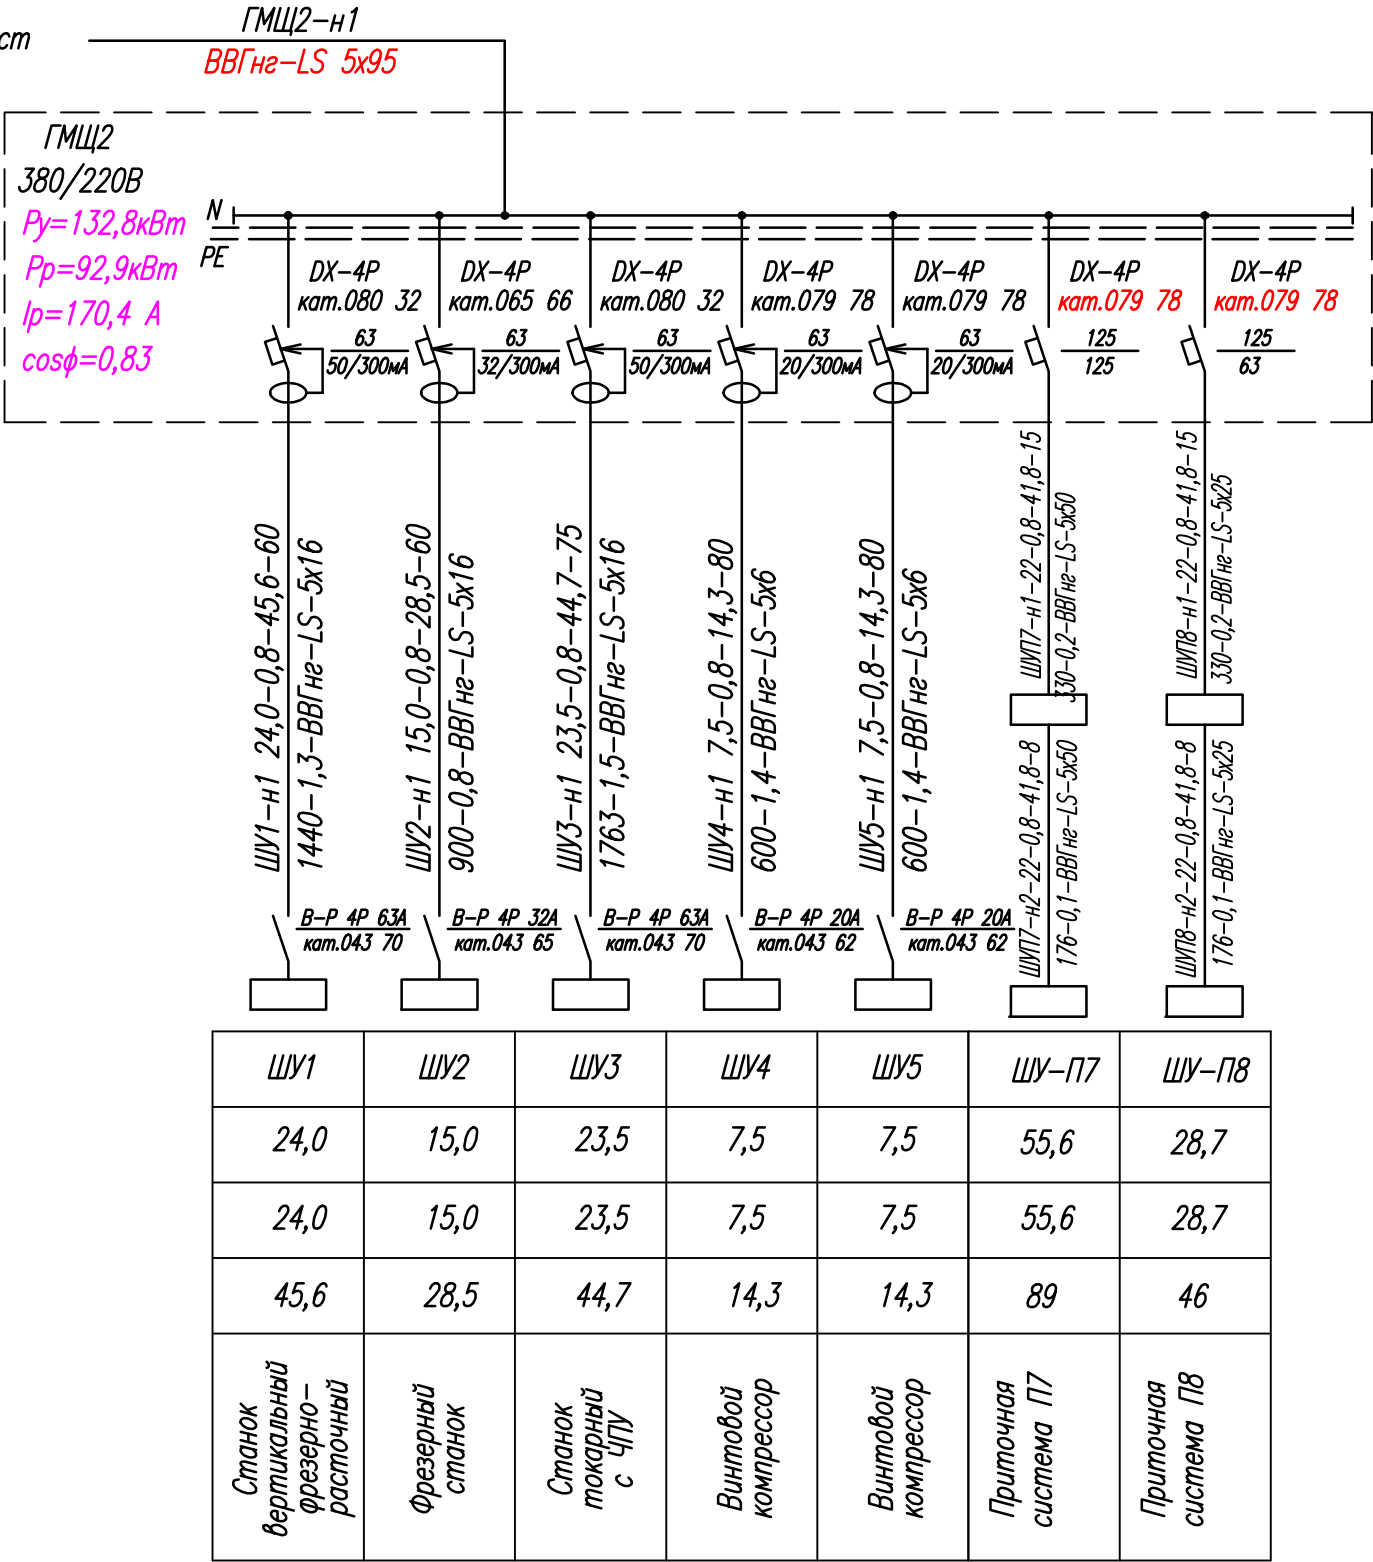 ст
ГМЩ2-н1
ВВГнг-LS 5х95
ГМЩ2
380/220В
Ру=132,8кВт
Рр=92,9кВт
Iр=170,4 А
cosϕ=0,83
N
PE
DX-4P
кат.080 32
63
50/300мА
DX-4P
кат.065 66
63
32/300мА
DX-4P
кат.080 32
63
50/300мА
DX-4P
кат.079 78
63
20/300мА
DX-4P
кат.079 78
63
20/300мА
DX-4P
кат.079 78
125
125
DX-4P
кат.079 78
125
63
ШУ1-н1 24,0-0,8-45,6-60
1440-1,3-ВВГнг-LS-5х16
ШУ2-н1 15,0-0,8-28,5-60
900-0,8-ВВГнг-LS-5х16
ШУ3-н1 23,5-0,8-44,7-75
1763-1,5-ВВГнг-LS-5х16
ШУ4-н1 7,5-0,8-14,3-80
600-1,4-ВВГнг-LS-5х6
ШУ5-н1 7,5-0,8-14,3-80
600-1,4-ВВГнг-LS-5х6
ШУП7-н1-22-0,8-41,8-15
330-0,2-ВВГнг-LS-5х50
ШУП8-н1-22-0,8-41,8-15
330-0,2-ВВГнг-LS-5х25
ШУП7-н2-22-0,8-41,8-8
176-0,1-ВВГнг-LS-5х50
ШУП8-н2-22-0,8-41,8-8
176-0,1-ВВГнг-LS-5х25
В-Р 4Р 63А
кат.043 70
В-Р 4Р 32А
кат.043 65
В-Р 4Р 63А
кат.043 70
В-Р 4Р 20А
кат.043 62
В-Р 4Р 20А
кат.043 62
ШУ1 ШУ2 ШУ3 ШУ4 ШУ5 ШУ-П7 ШУ-П8
24,0 15,0 23,5 7,5 7,5 55,6 28,7
24,0 15,0 23,5 7,5 7,5 55,6 28,7
45,6 28,5 44,7 14,3 14,3 89 46
Станок
вертикальный
фрезерно-
расточный
Фрезерный
станок
Станок
токарный
с ЧПУ
Винтовой
компрессор
Винтовой
компрессор
Приточная
система П7
Приточная
система П8